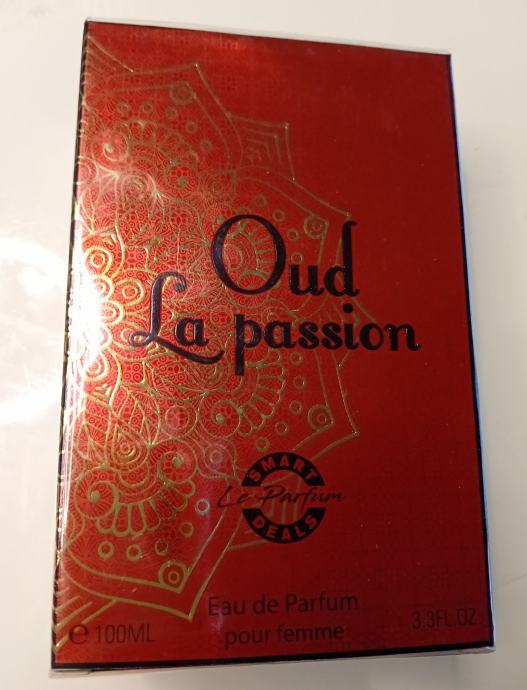 Oud
La passion
SMART
Le Parfum
DEALS
Eau de Parfum
pour femme
e 100ML
3.3FL.OZ.